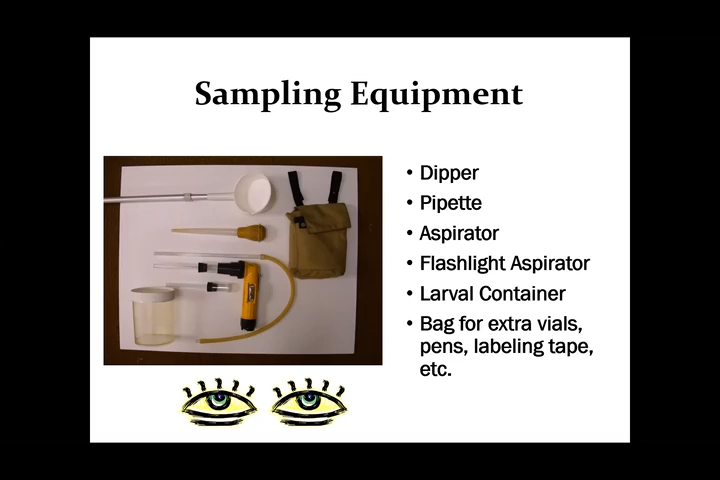 Sampling Equipment
• Dipper
• Pipette
• Aspirator
• Flashlight Aspirator
• Larval Container
• Bag for extra vials,
pens, labeling tape,
etc.